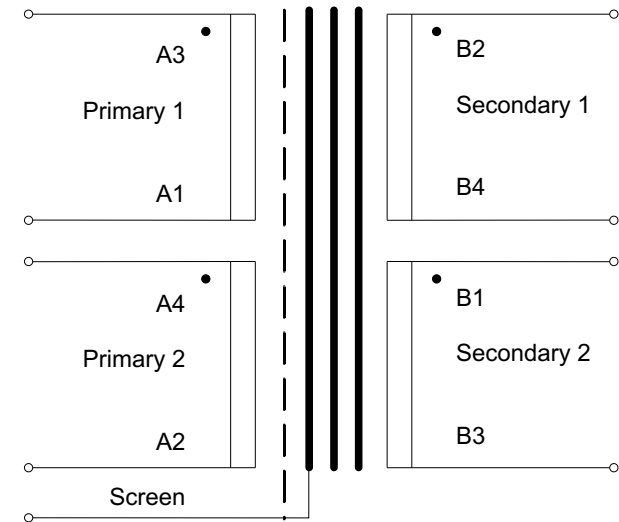 A3
Primary 1
A1
A4
Primary 2
A2
Screen
B2
Secondary 1
B4
B1
Secondary 2
B3